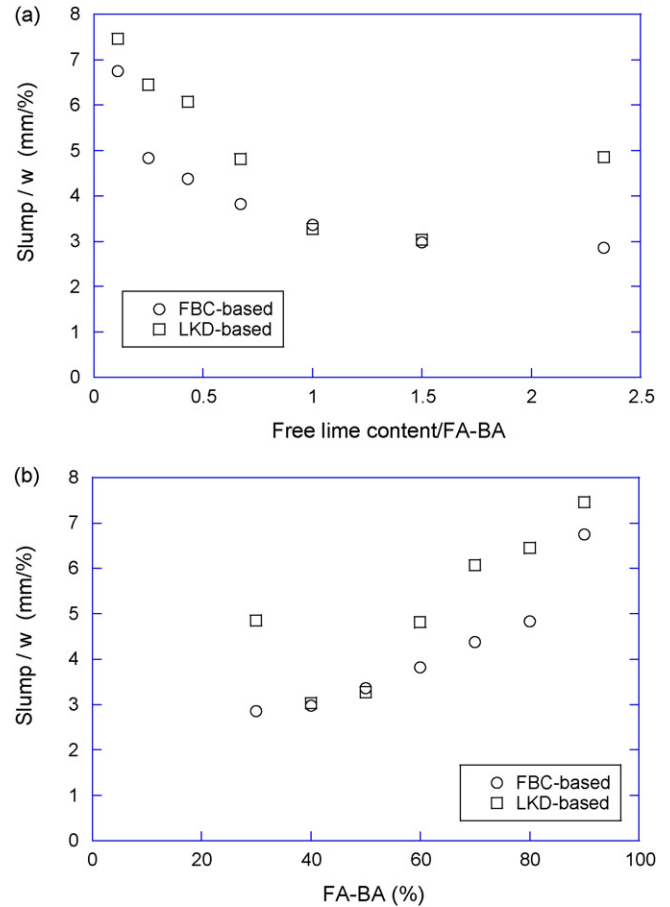 (a)
8
7
6
5
4
3
2
1
0
Slump / w (mm/%)
FBC-based
LKD-based
0 0.5 1 1.5 2 2.5
Free lime content/FA-BA
(b)
8
7
6
5
4
3
2
1
0
Slump / w (mm/%)
FBC-based
LKD-based
0 20 40 60 80 100
FA-BA (%)